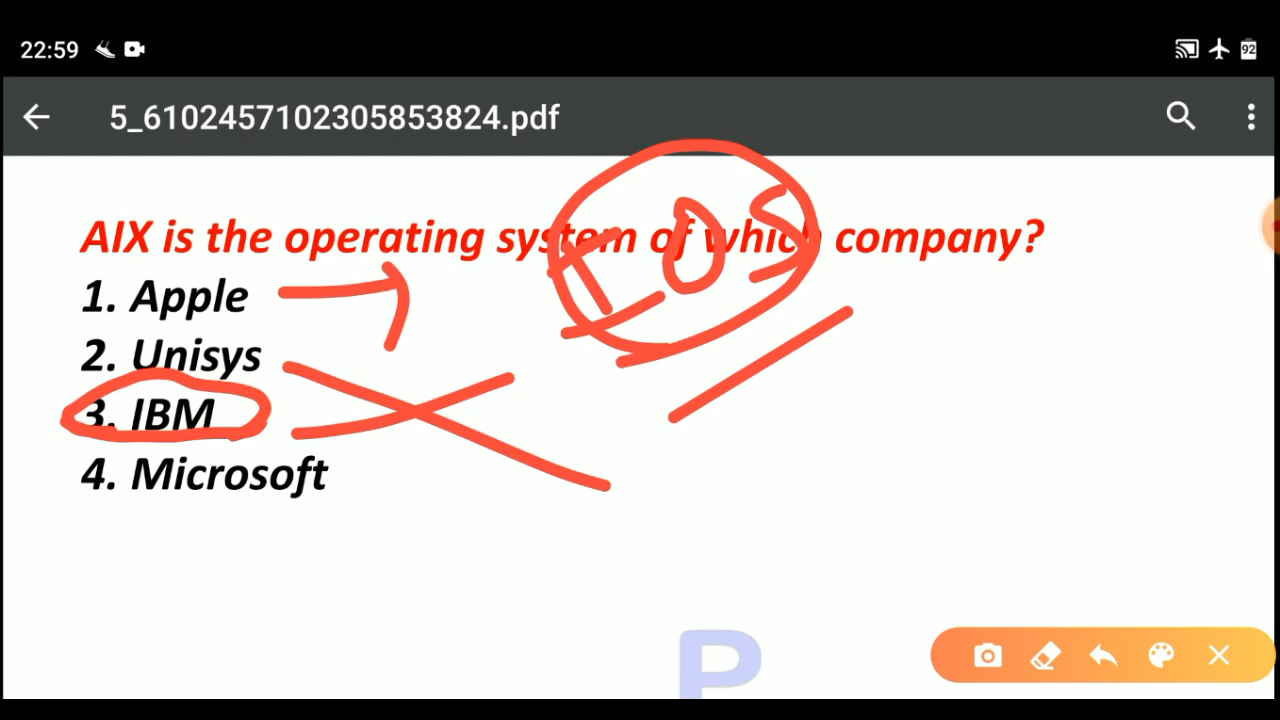 22:59
92
5_6102457102305853824.pdf
AIX is the operating system of which company?
IOS
1. Apple
2. Unisys
3. IBM
4. Microsoft
P